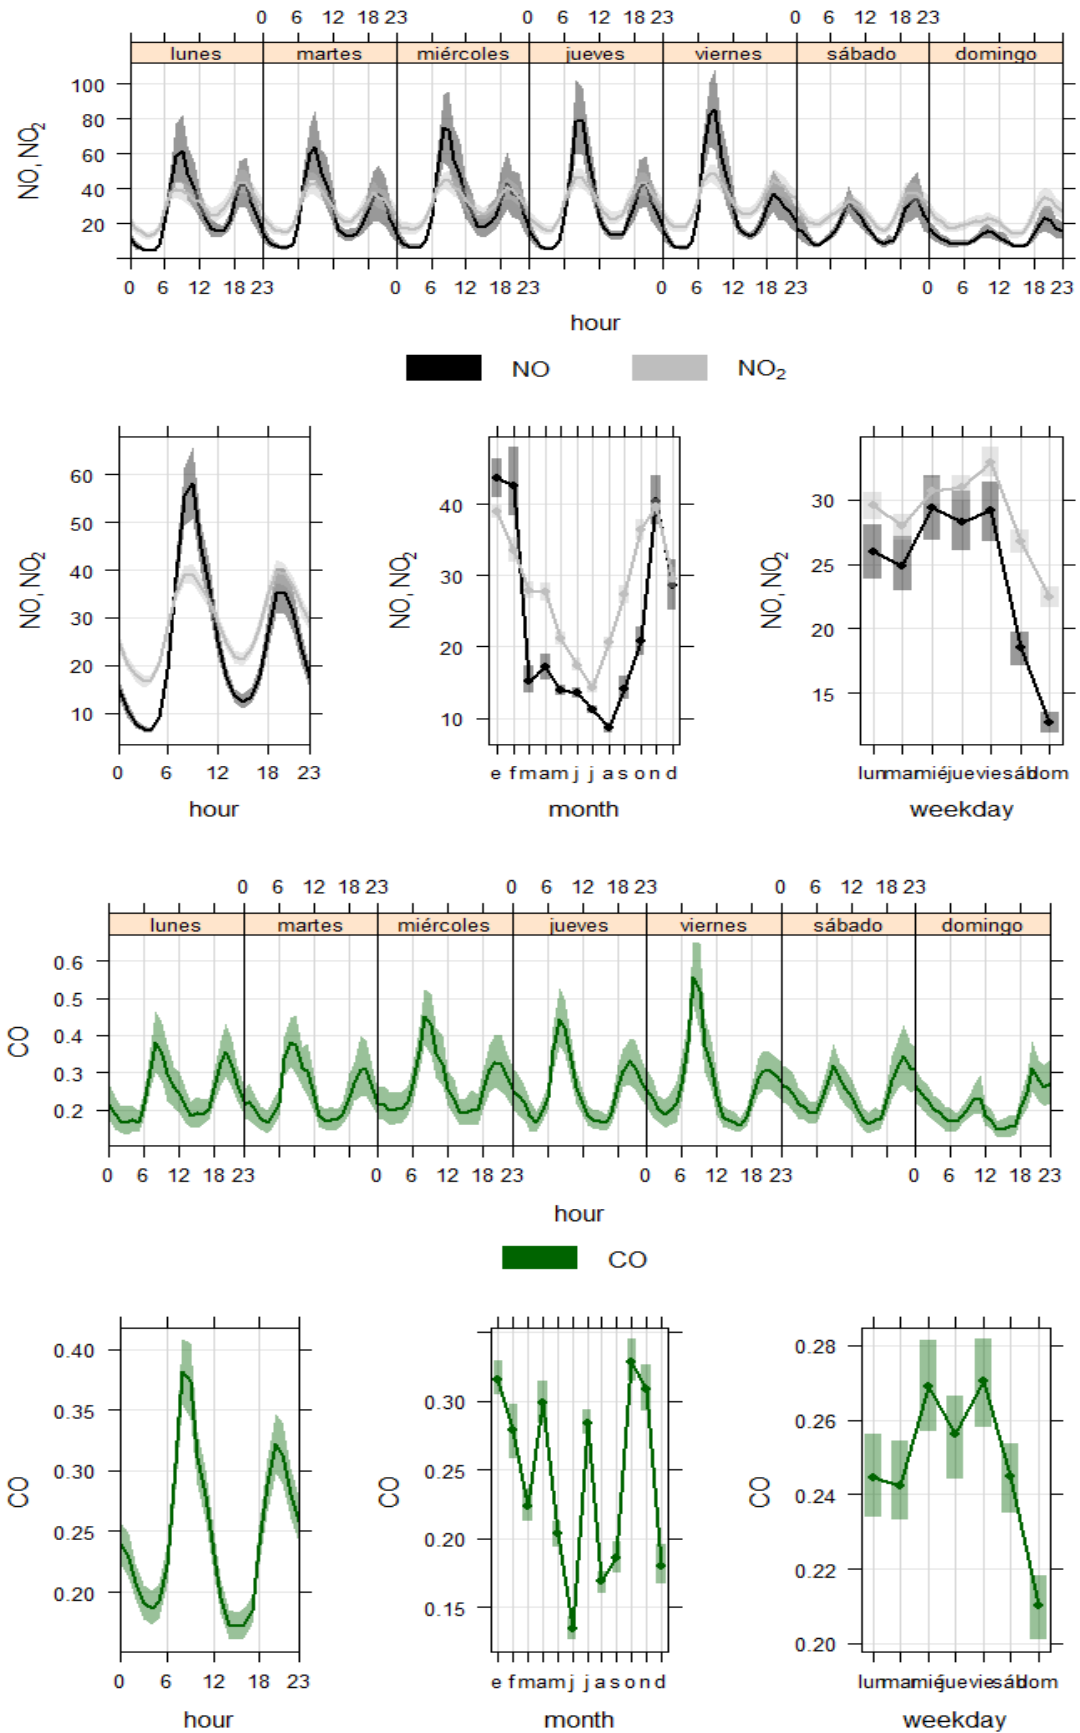 0 6 12 18 23 0 6 12 18 23 0 6 12 18 23
lunes martes miércoles jueves viernes sábado domingo
100
80
60
40
20
NO, NO2
0 6 12 18 23 0 6 12 18 23 0 6 12 18 23 0 6 12 18 23
hour
NO NO2
60
50
40
30
20
10
NO, NO2
0 6 12 18 23
hour
40
30
20
10
NO, NO2
e f m a m j j a s o n d
month
30
25
20
15
NO, NO2
lun mar mié jue vie sáb dom
weekday
0 6 12 18 23 0 6 12 18 23 0 6 12 18 23
lunes martes miércoles jueves viernes sábado domingo
0.6
0.5
0.4
0.3
0.2
CO
0 6 12 18 23 0 6 12 18 23 0 6 12 18 23 0 6 12 18 23
hour
CO
0.40
0.35
0.30
0.25
0.20
CO
0 6 12 18 23
hour
0.30
0.25
0.20
0.15
CO
e f m a m j j a s o n d
month
0.28
0.26
0.24
0.22
0.20
CO
lun mar mié jue vie sáb dom
weekday